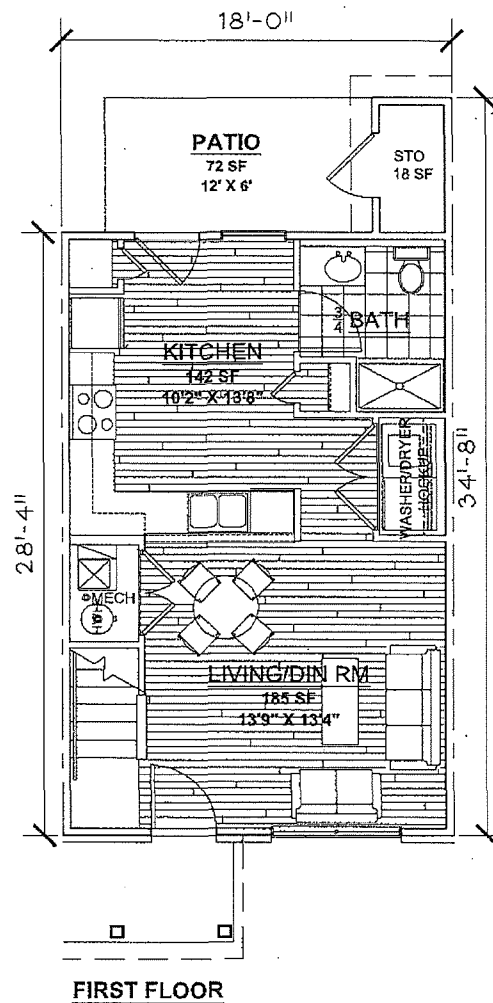 18'-0"
PATIO
72 SF
12' X 6'
STO
18 SF
3/4 BATH
KITCHEN
142 SF
10'2" X 13'8"
WASHER/DRYER
HOOKUP
28'-4"
34'-8"
MECH
LIVING/DIN RM
185 SF
13'9" X 13'4"
FIRST FLOOR